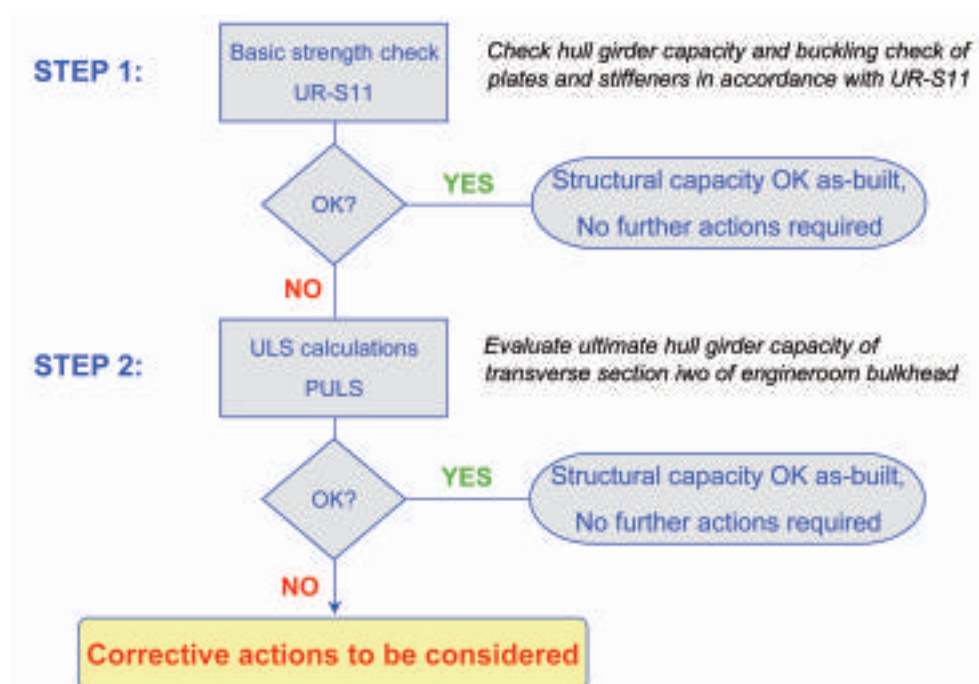 STEP 1:
Basic strength check
UR-S11
Check hull girder capacity and buckling check of
plates and stiffeners in accordance with UR-S11
OK?
YES
Structural capacity OK as-built,
No further actions required
NO
STEP 2:
ULS calculations
PULS
Evaluate ultimate hull girder capacity of
transverse section iwo of engineroom bulkhead
OK?
YES
Structural capacity OK as-built,
No further actions required
NO
Corrective actions to be considered